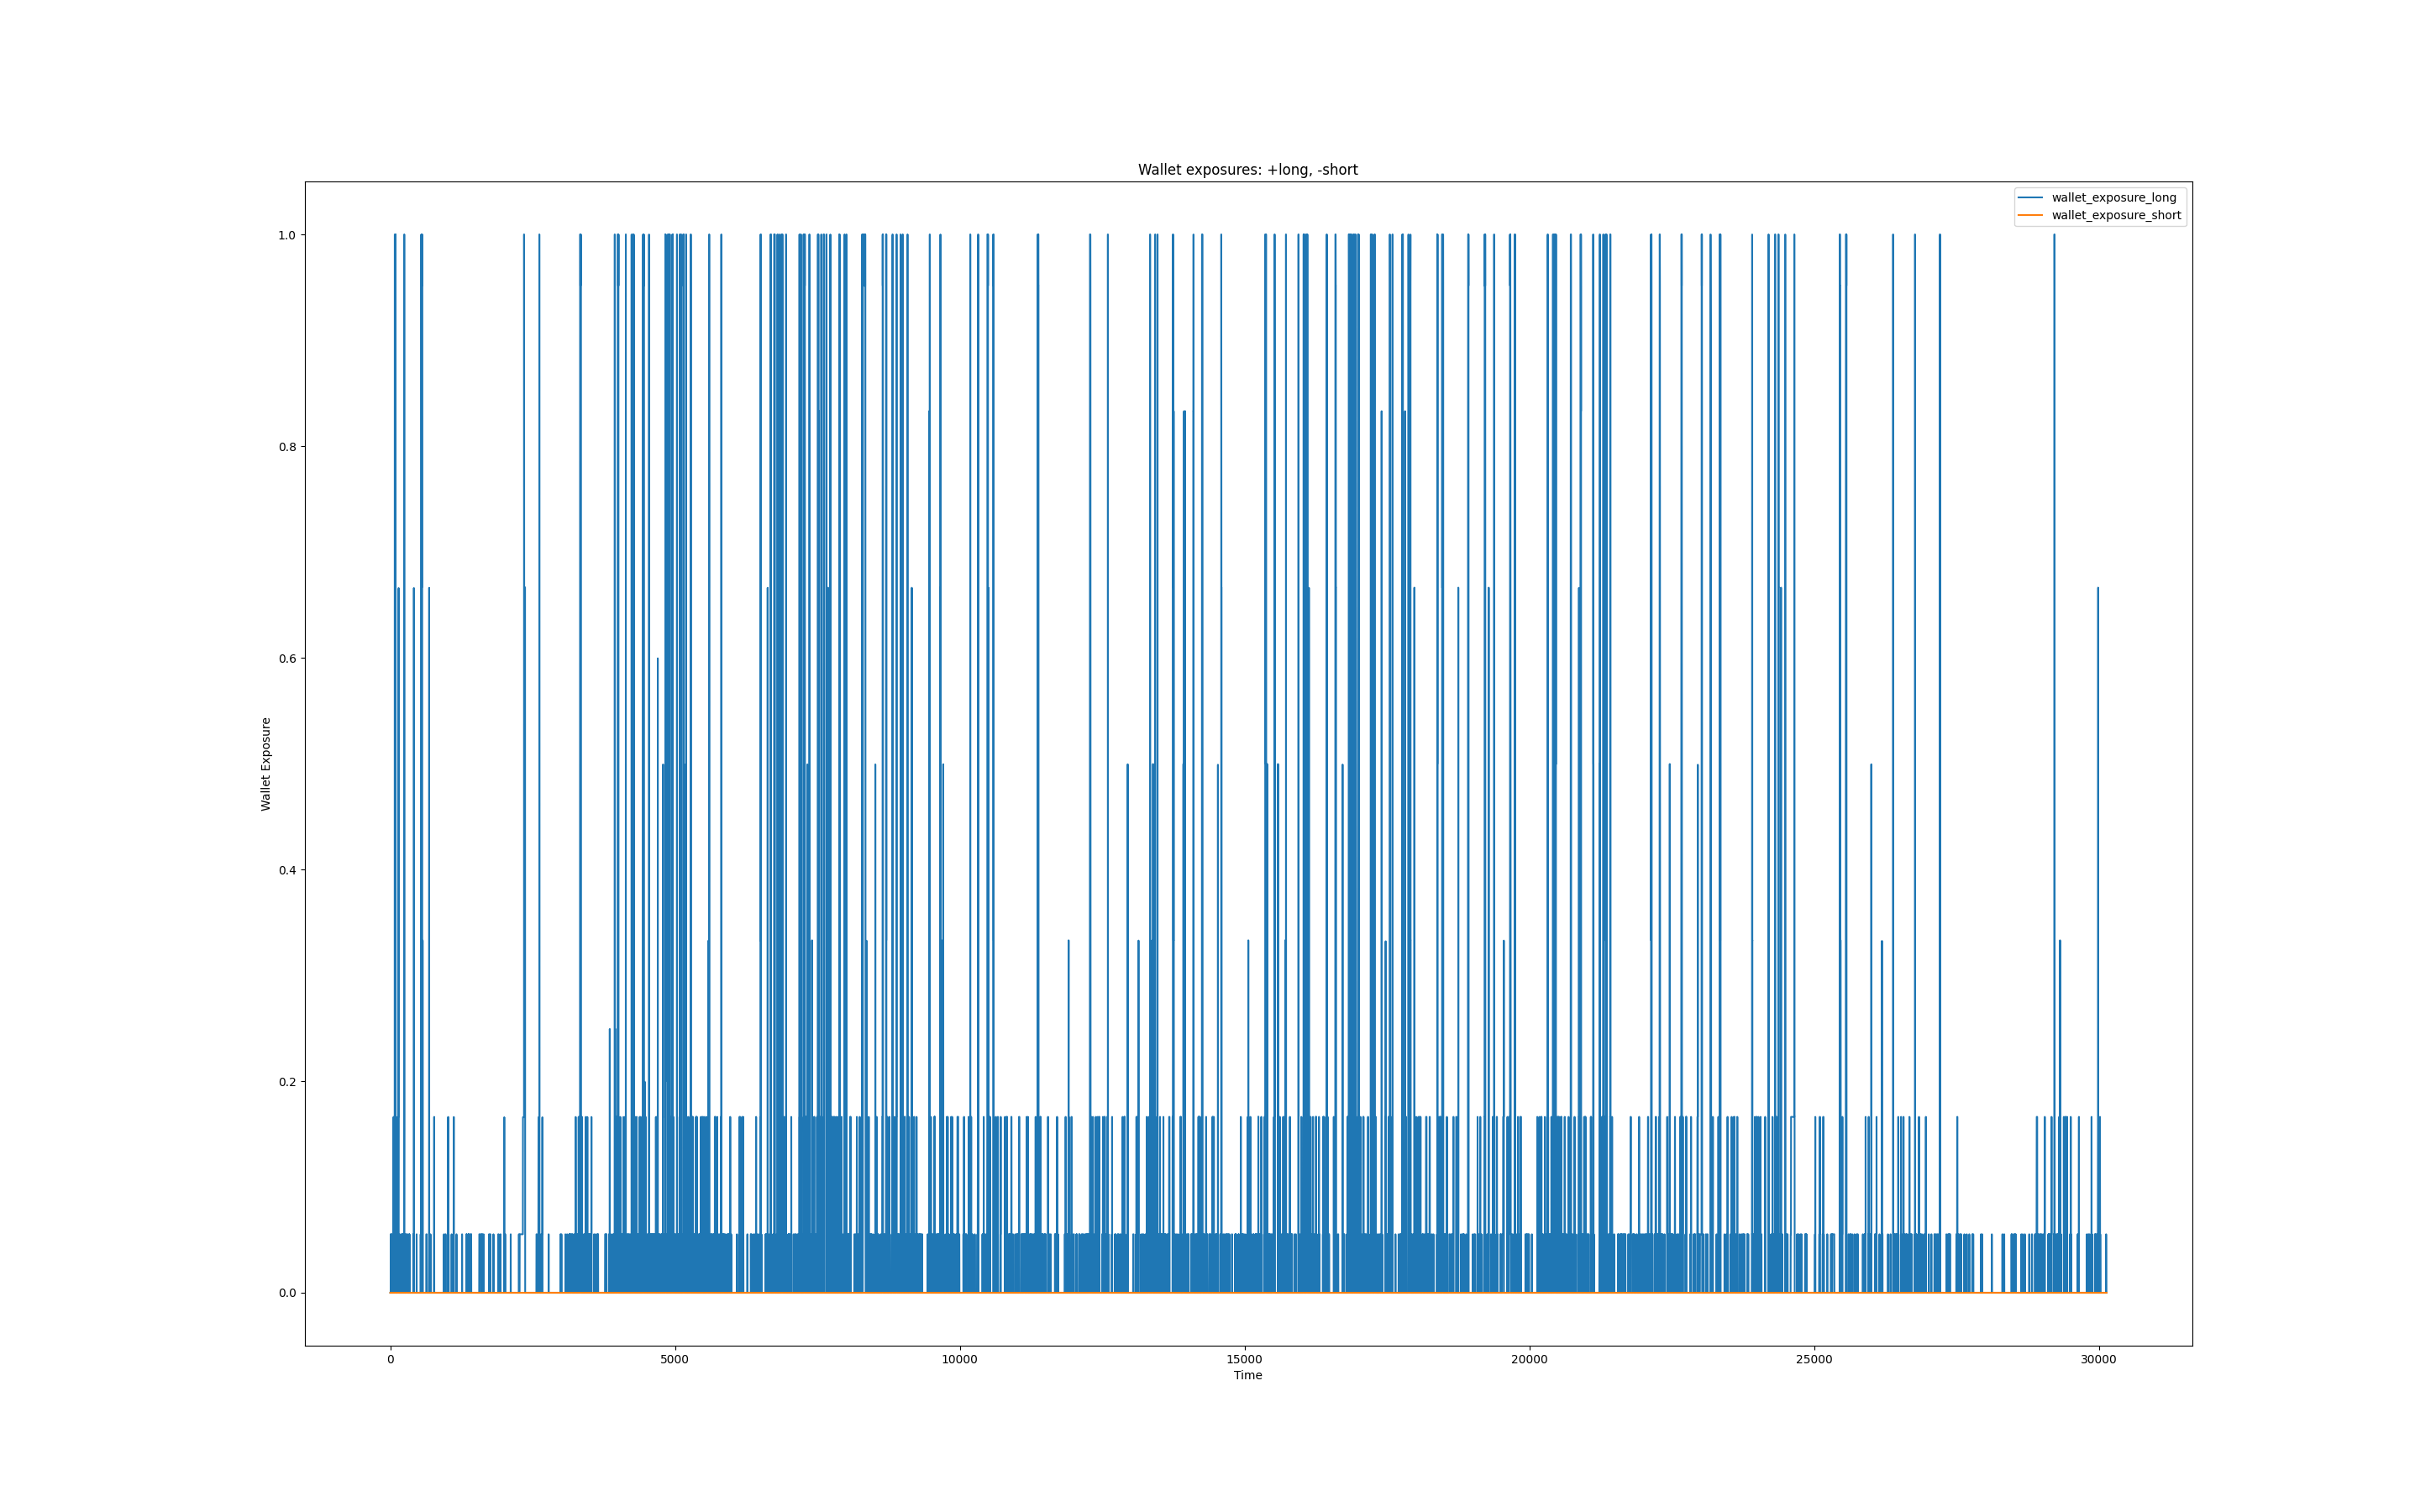 Wallet exposures: +long, -short
wallet_exposure_long
wallet_exposure_short
1.0
0.8
0.6
0.4
0.2
0.0
Wallet Exposure
0 5000 10000 15000 20000 25000 30000
Time